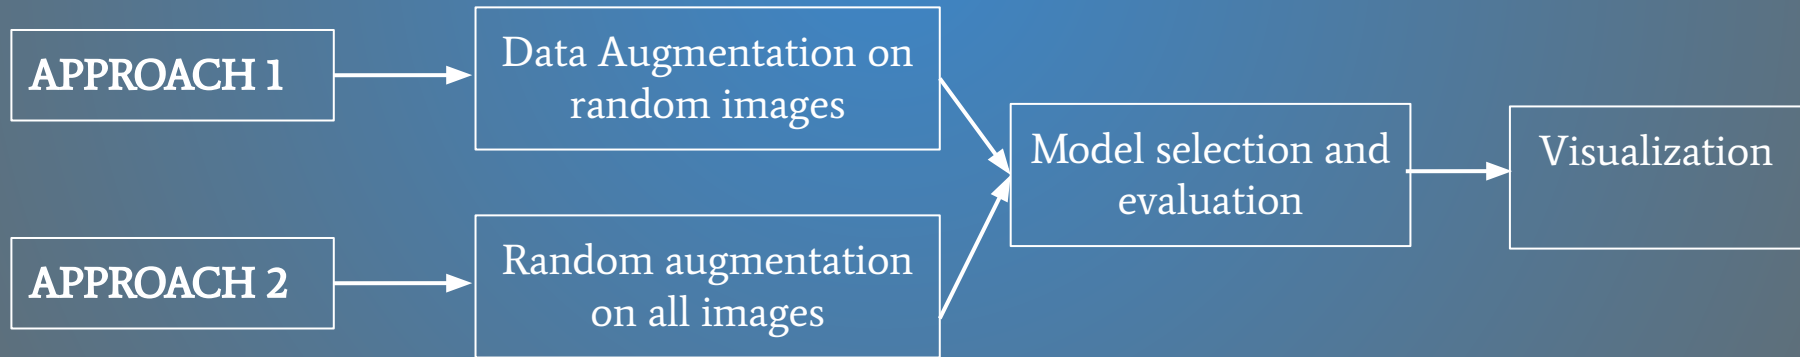 APPROACH 1
Data Augmentation on
random images
APPROACH 2
Random augmentation
on all images
Model selection and
evaluation
Visualization